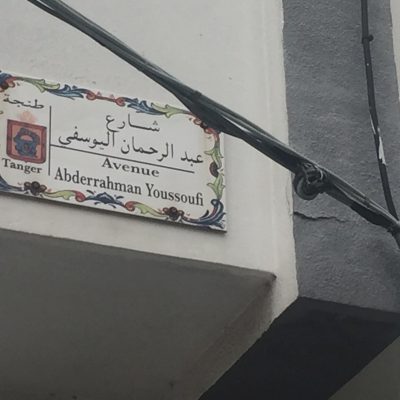 طنجة
Tanger
شارع
عبد الرحمان اليوسفي
Avenue
Abderrahman Youssoufi